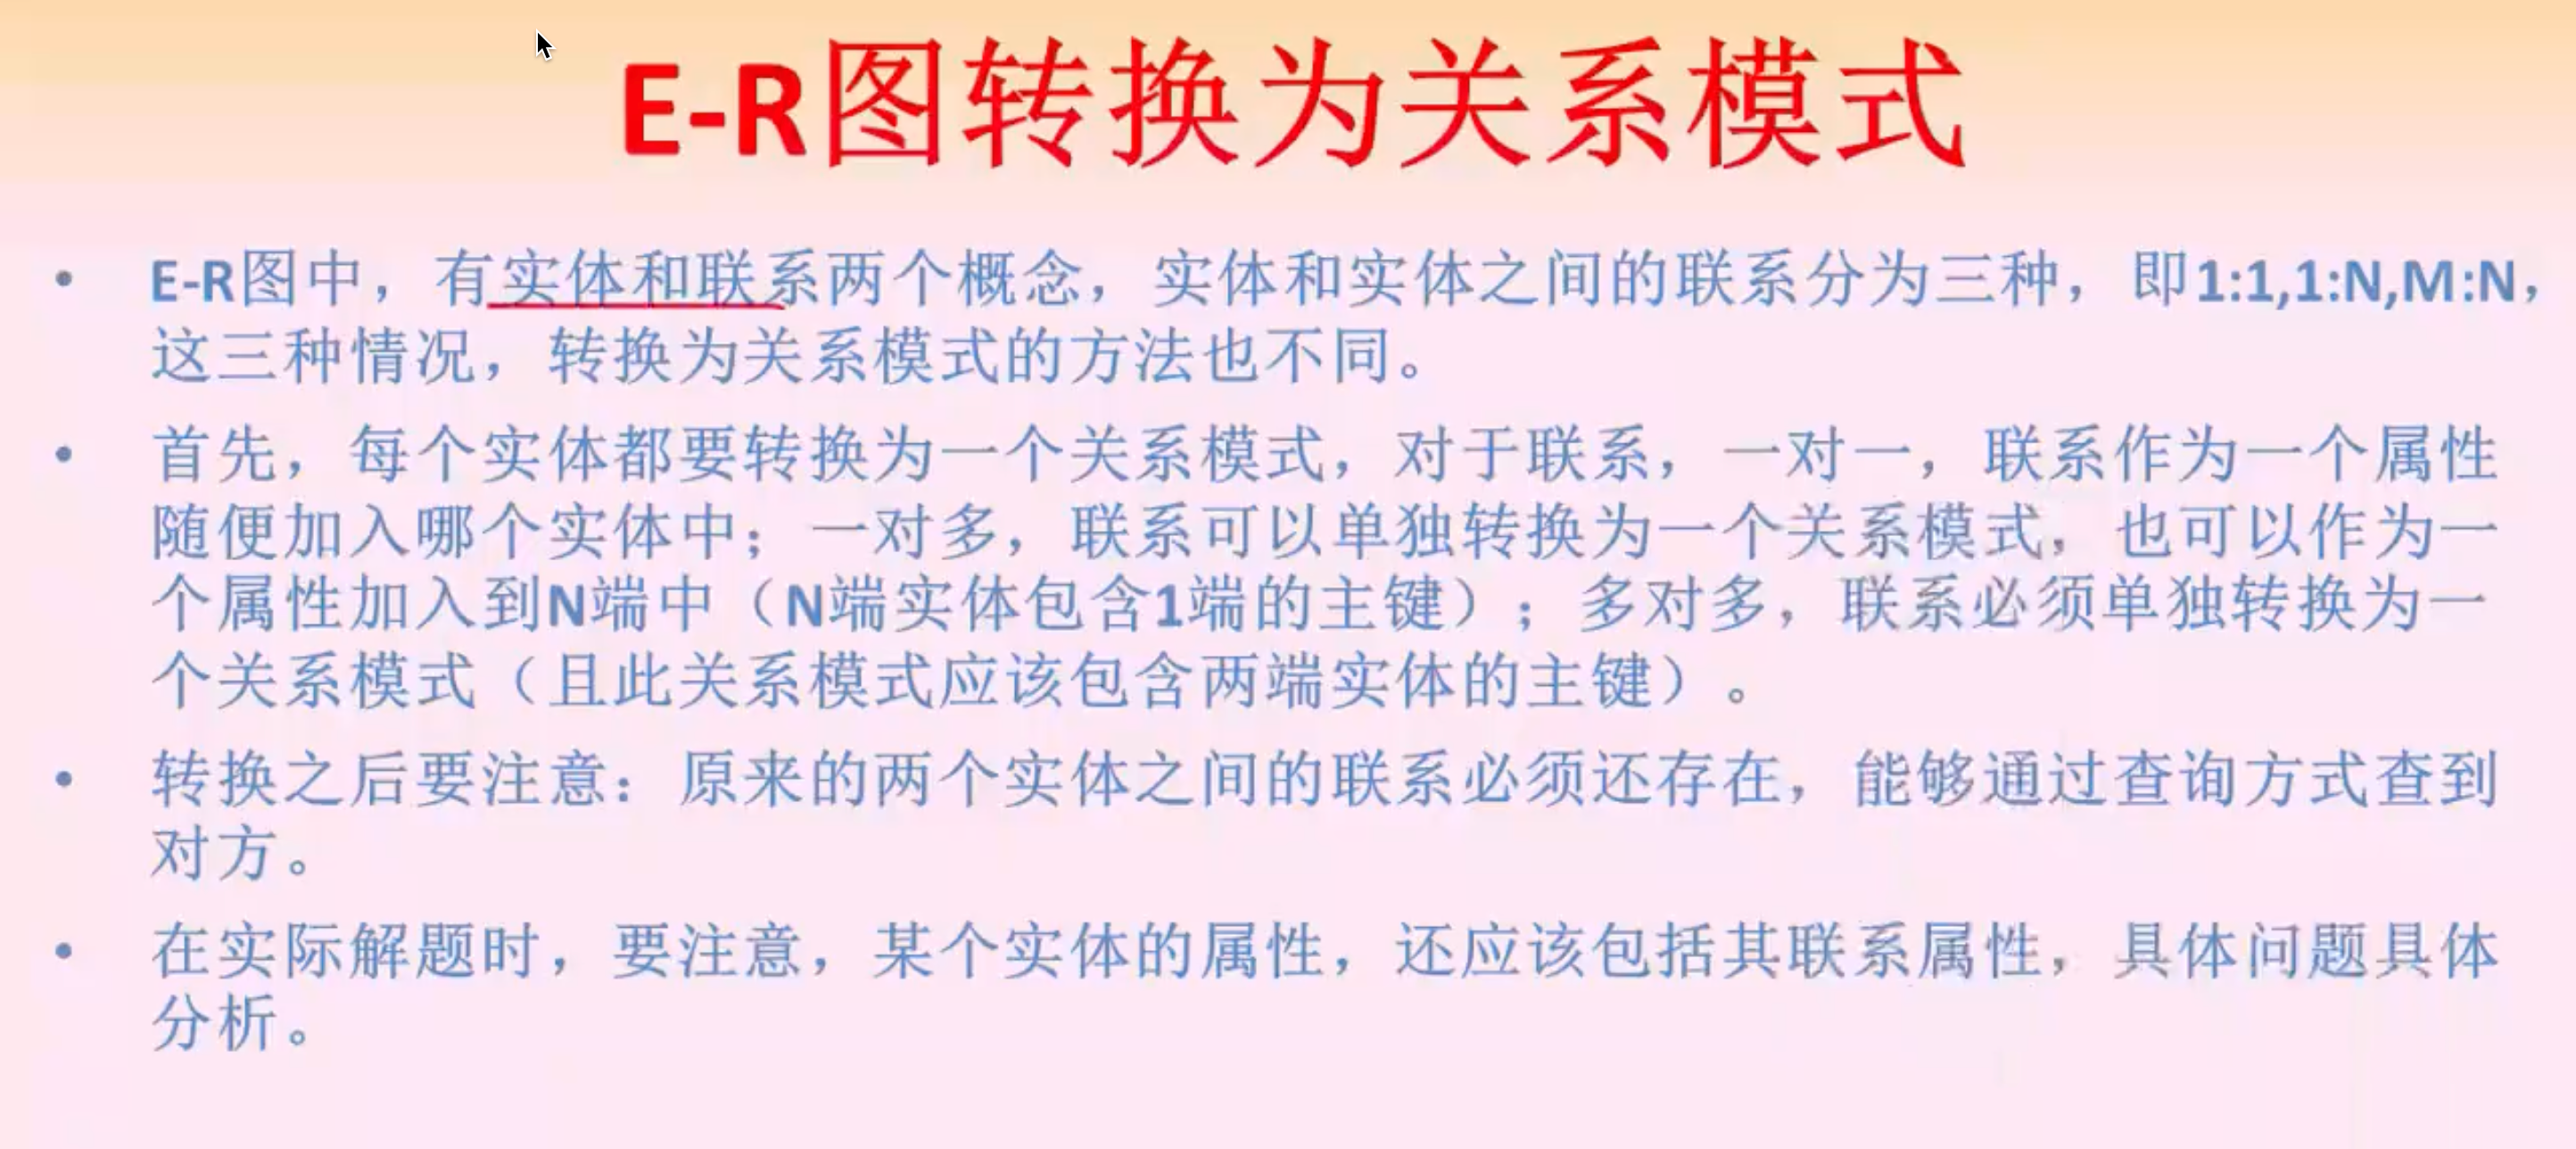 E-R图转换为关系模式
• E-R图中，有实体和联系两个概念，实体和实体之间的联系分为三种，即1:1,1:N,M:N，
这三种情况，转换为关系模式的方法也不同。
• 首先，每个实体都要转换为一个关系模式，对于联系，一对一，联系作为一个属性
随便加入哪个实体中；一对多，联系可以单独转换为一个关系模式，也可以作为一
个属性加入到N端中（N端实体包含1端的主键）；多对多，联系必须单独转换为一
个关系模式（且此关系模式应该包含两端实体的主键）。
• 转换之后要注意：原来的两个实体之间的联系必须还存在，能够通过查询方式查到
对方。
• 在实际解题时，要注意，某个实体的属性，还应该包括其联系属性，具体问题具体
分析。